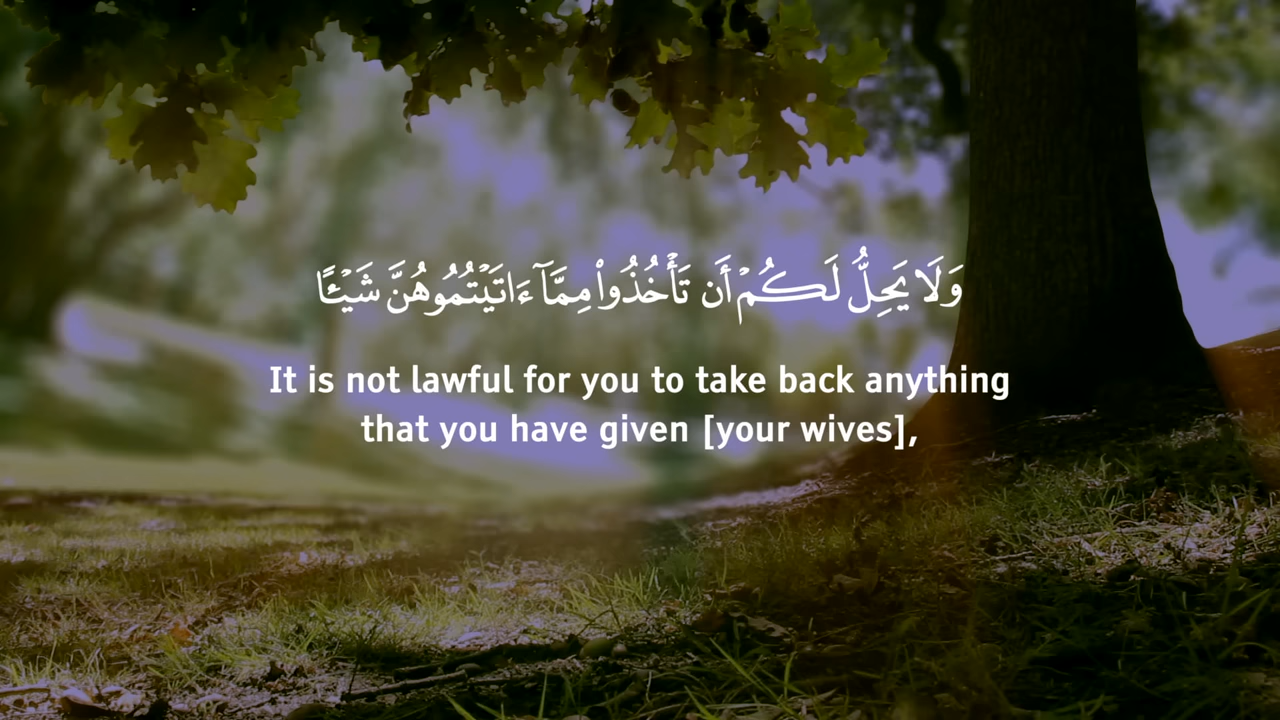 وَلَا يَحِلُّ لَكُمْ أَن تَأْخُذُوا۟ مِمَّآ ءَاتَيْتُمُوهُنَّ شَيْـًٔا
It is not lawful for you to take back anything
that you have given [your wives],